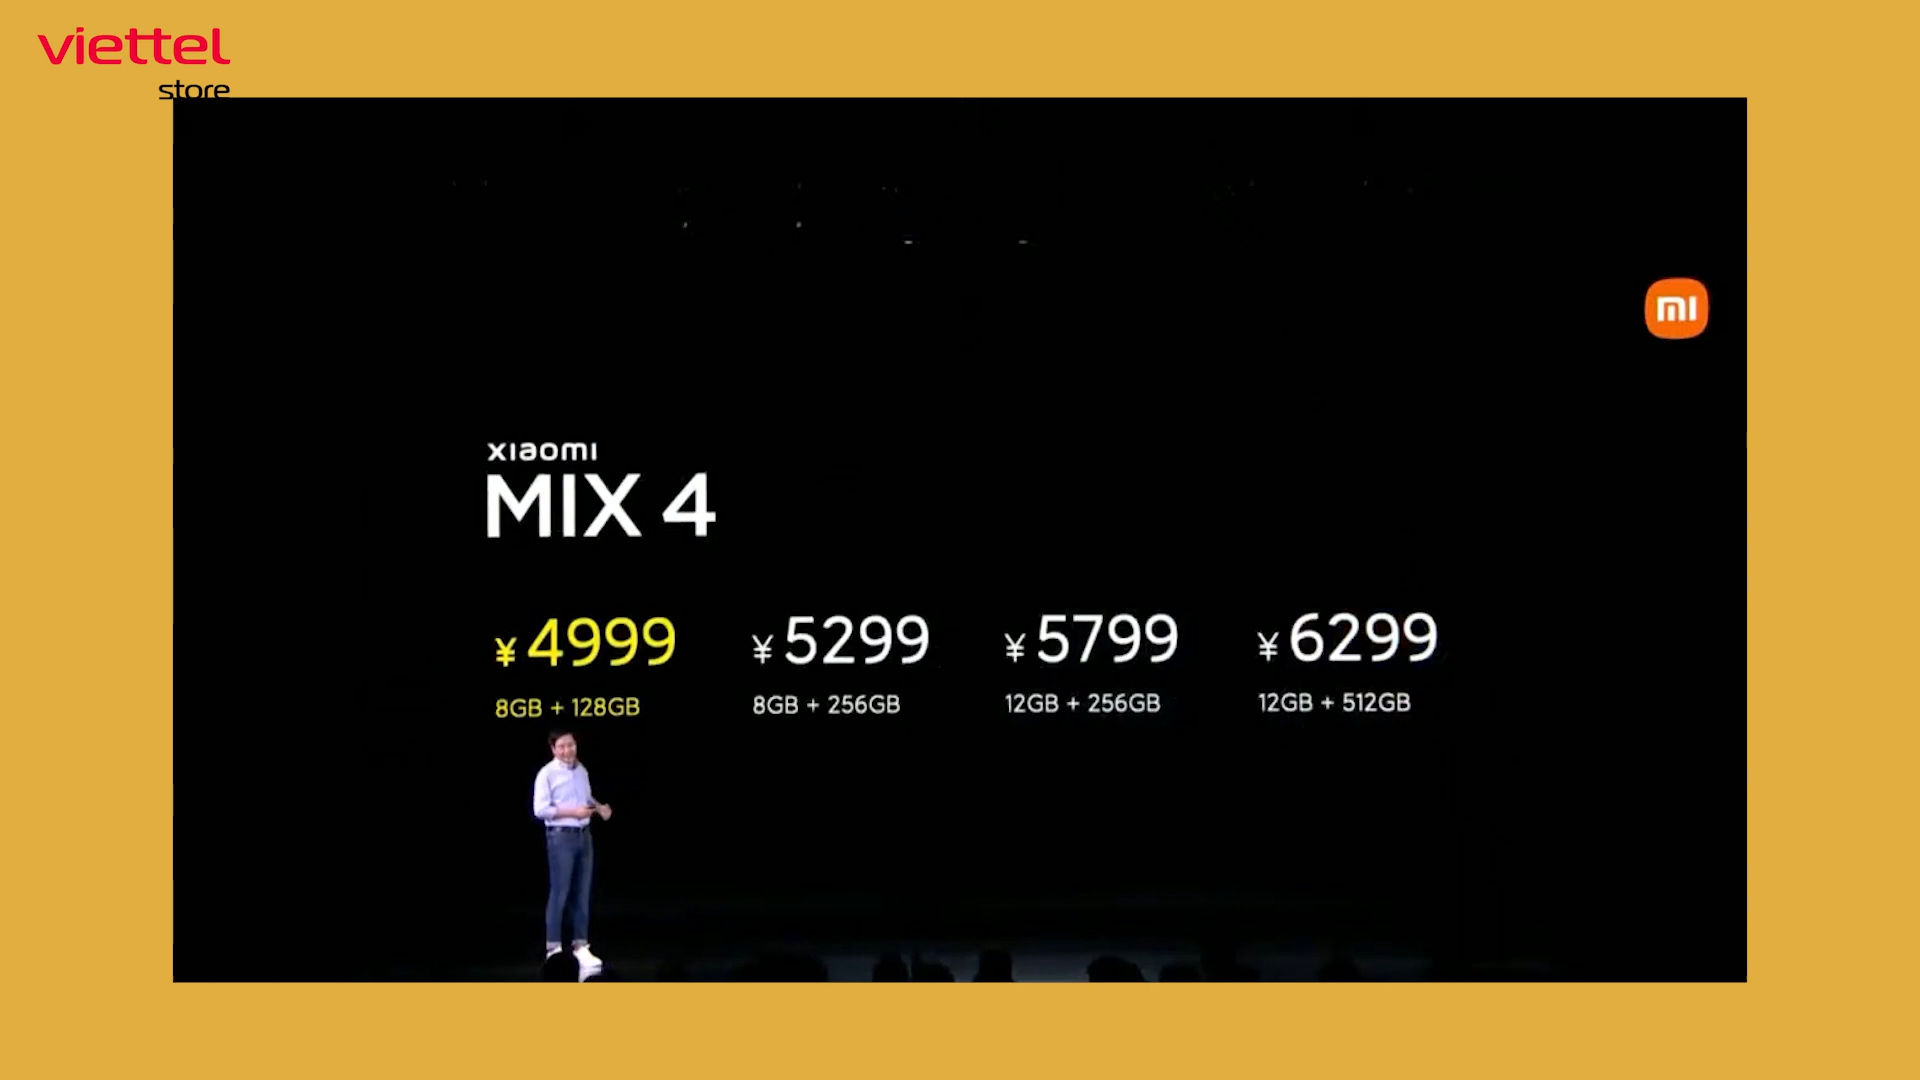 viettel
store
mi
xiaomi
MIX 4
¥ 4999 ¥ 5299 ¥ 5799 ¥ 6299
8GB + 128GB 8GB + 256GB 12GB + 256GB 12GB + 512GB